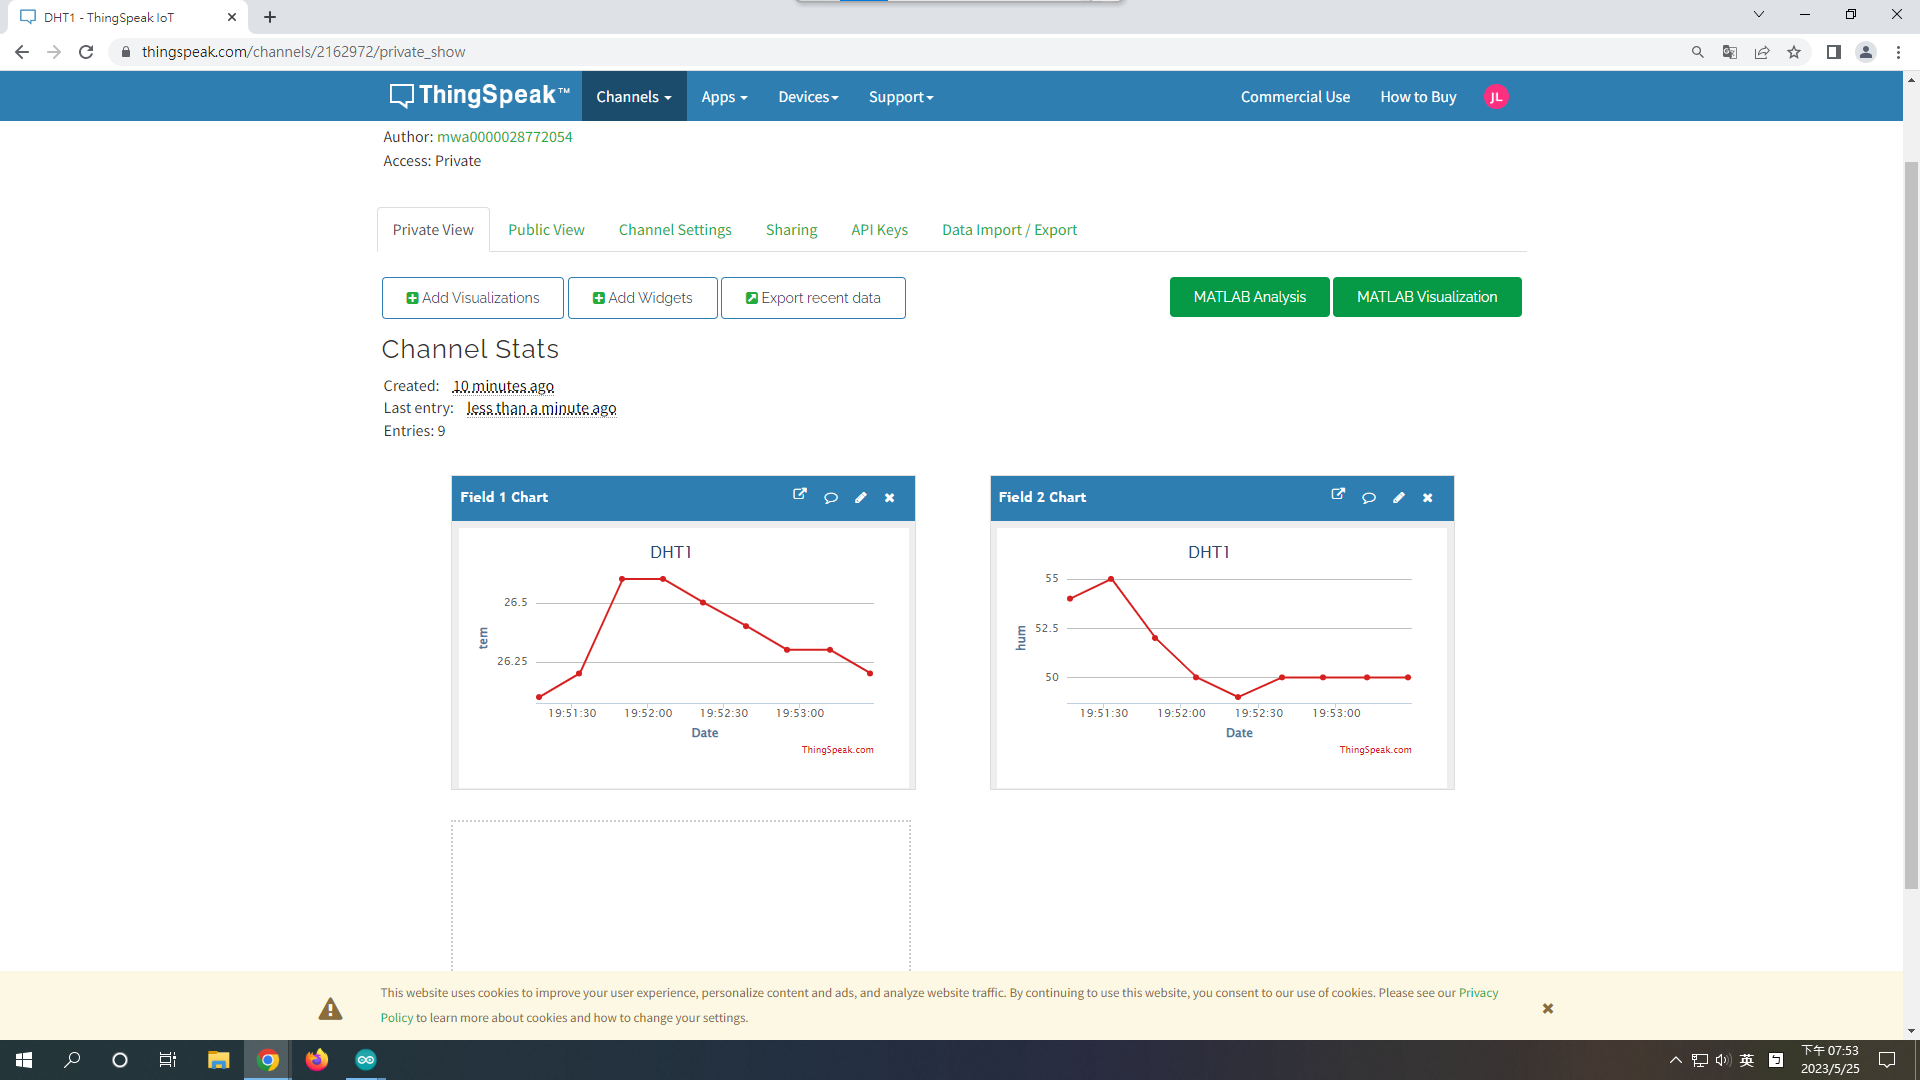 DHT1 - ThingSpeak IoT
thingspeak.com/channels/2162972/private_show
ThingSpeak™
Channels
Apps
Devices
Support
Commercial Use
How to Buy
JL
Author: mwa0000028772054
Access: Private
Private View
Public View
Channel Settings
Sharing
API Keys
Data Import / Export
Add Visualizations
Add Widgets
Export recent data
MATLAB Analysis
MATLAB Visualization
Channel Stats
Created: 10 minutes ago
Last entry: less than a minute ago
Entries: 9
Field 1 Chart
DHT1
tem
26.5
26.25
19:51:30
19:52:00
19:52:30
19:53:00
Date
ThingSpeak.com
Field 2 Chart
DHT1
hum
55
52.5
50
19:51:30
19:52:00
19:52:30
19:53:00
Date
ThingSpeak.com
This website uses cookies to improve your user experience, personalize content and ads, and analyze website traffic. By continuing to use this website, you consent to our use of cookies. Please see our Privacy
Policy to learn more about cookies and how to change your settings.
英
下午 07:53
2023/5/25